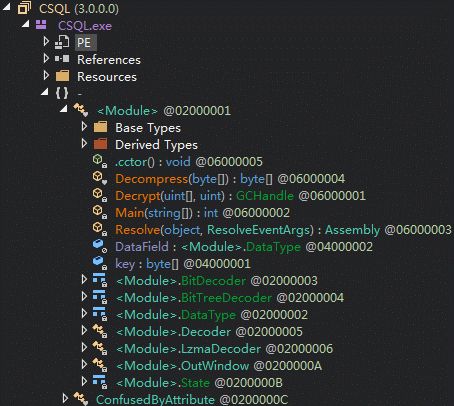 CSQL (3.0.0.0)
CSQL.exe
PE
References
Resources
{ } -
<Module> @02000001
Base Types
Derived Types
.cctor() : void @06000005
Decompress(byte[]) : byte[] @06000004
Decrypt(uint[], uint) : GCHandle @06000001
Main(string[]) : int @06000002
Resolve(object, ResolveEventArgs) : Assembly @06000003
DataField : <Module>.DataType @04000002
key : byte[] @04000001
<Module>.BitDecoder @02000003
<Module>.BitTreeDecoder @02000004
<Module>.DataType @02000002
<Module>.Decoder @02000005
<Module>.LzmaDecoder @02000006
<Module>.OutWindow @0200000A
<Module>.State @0200000B
ConfusedByAttribute @0200000C